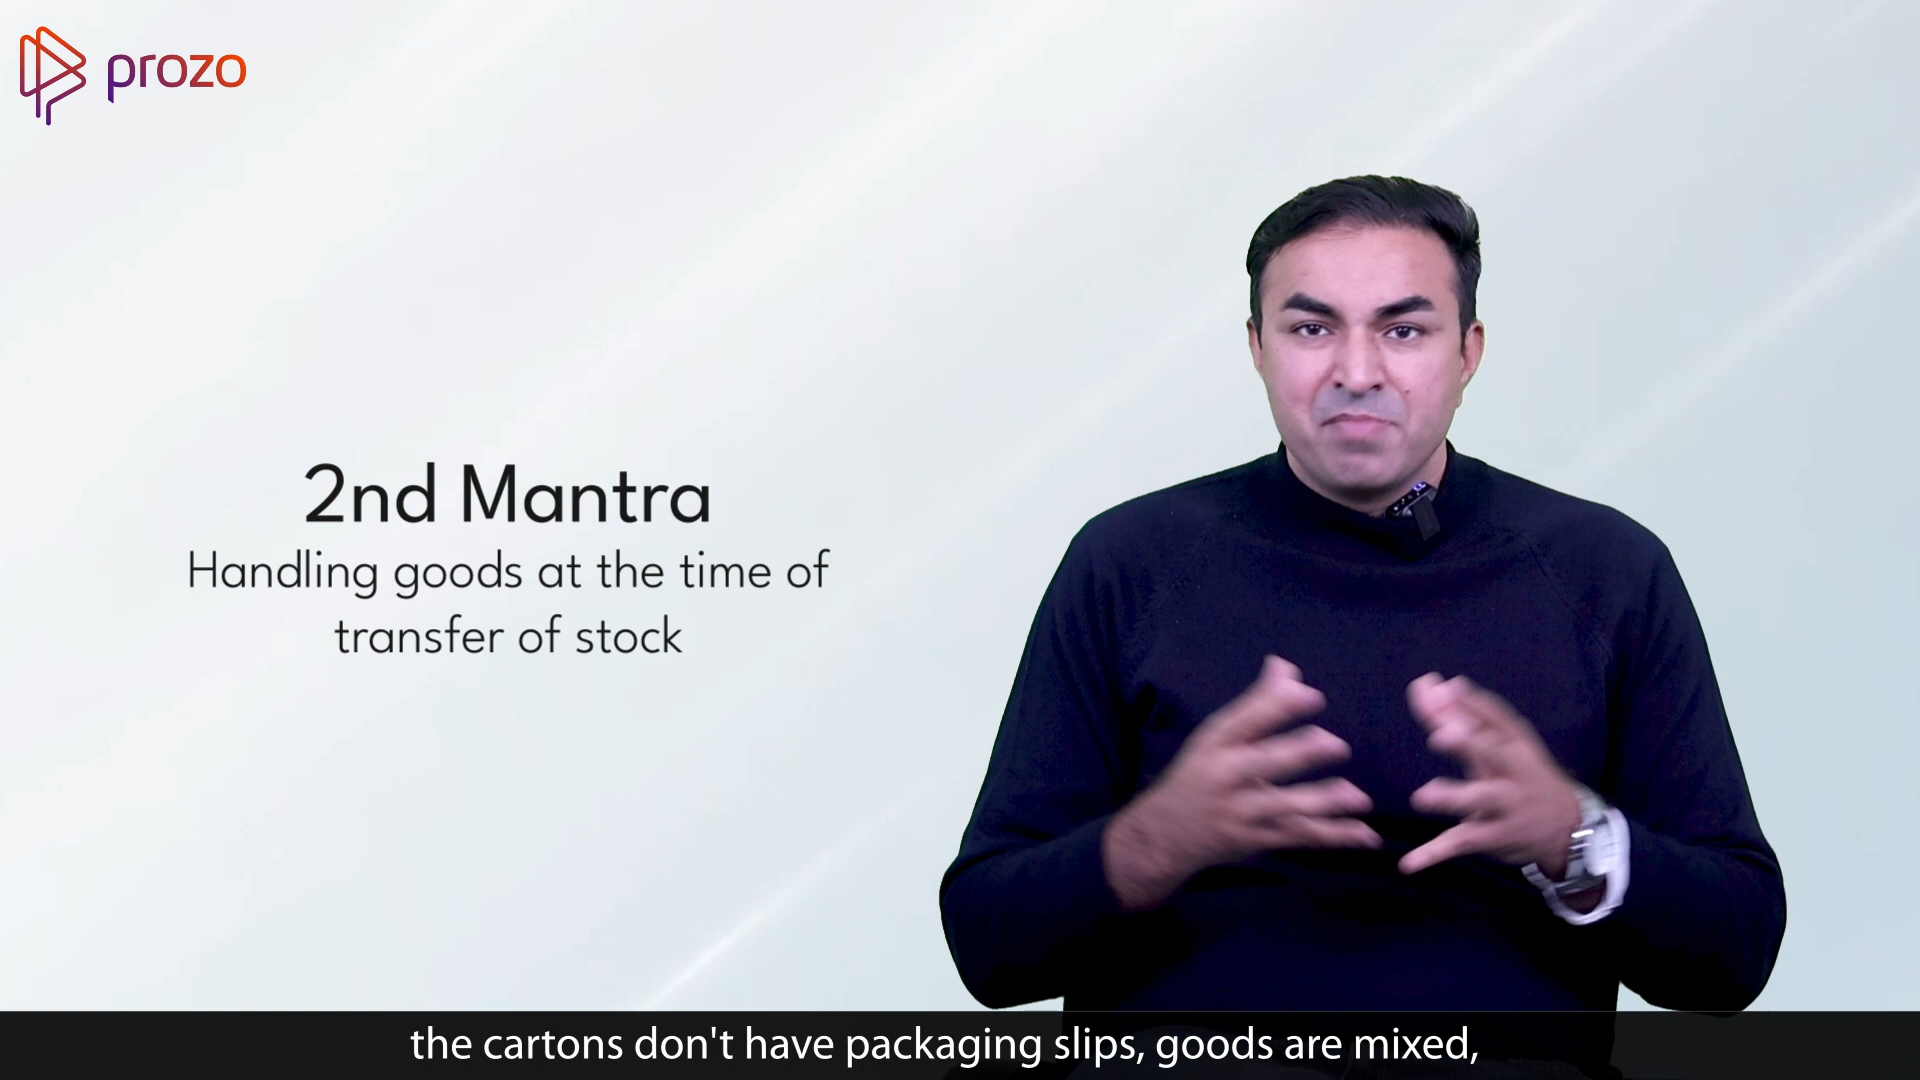 prozo
2nd Mantra
Handling goods at the time of
transfer of stock
the cartons don't have packaging slips, goods are mixed,